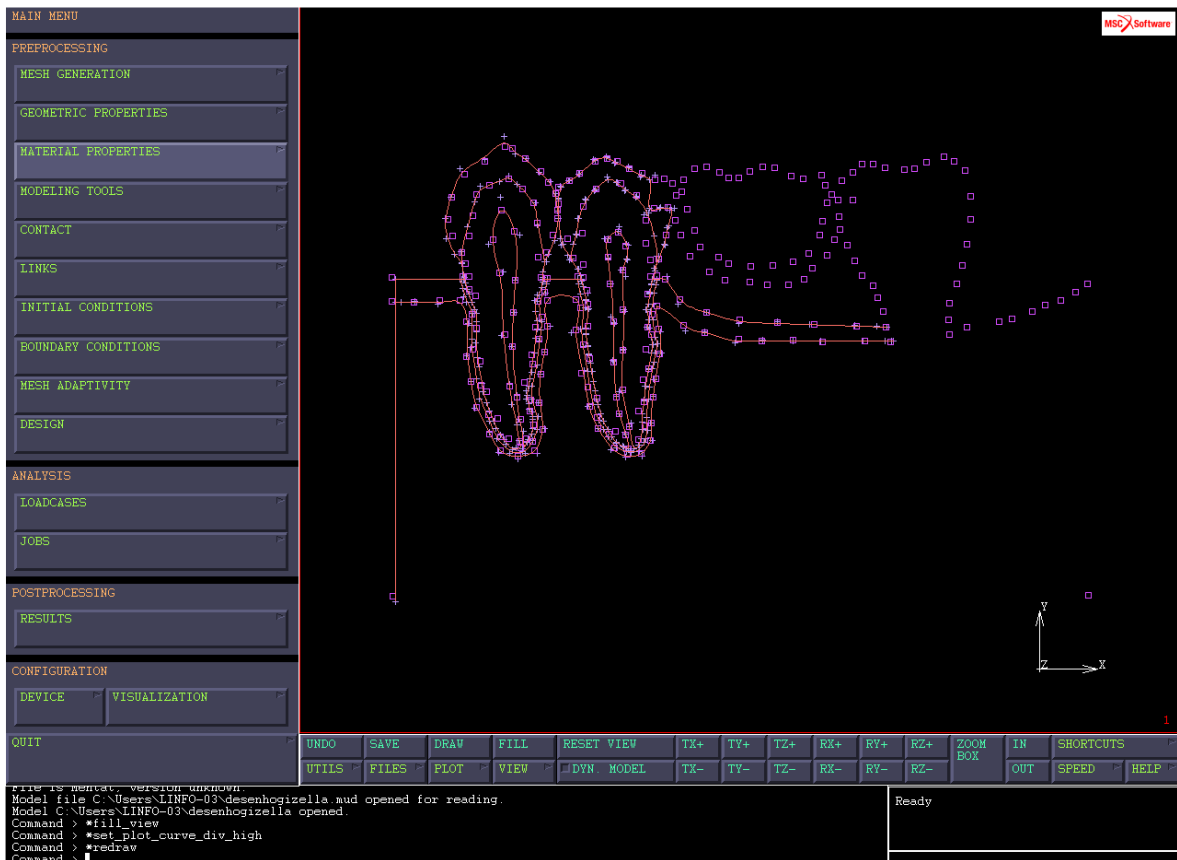 MAIN MENU
MSC Software
PREPROCESSING
MESH GENERATION
GEOMETRIC PROPERTIES
MATERIAL PROPERTIES
MODELING TOOLS
CONTACT
LINKS
INITIAL CONDITIONS
BOUNDARY CONDITIONS
MESH ADAPTIVITY
DESIGN
ANALYSIS
LOADCASES
JOBS
POSTPROCESSING
RESULTS
CONFIGURATION
DEVICE VISUALIZATION
QUIT
Y
Z X
1
UNDO SAVE DRAW FILL RESET VIEW TX+ TY+ TZ+ RX+ RY+ RZ+ ZOOM BOX IN SHORTCUTS
UTILS FILES PLOT VIEW DYN. MODEL TX- TY- TZ- RX- RY- RZ- OUT SPEED HELP
File is Mentat, version unknown.
Model file C:\Users\LINFO-03\desenhogizella.mud opened for reading.
Model C:\Users\LINFO-03\desenhogizella opened.
Command > *fill_view
Command > *set_plot_curve_div_high
Command > *redraw
Command >
Ready